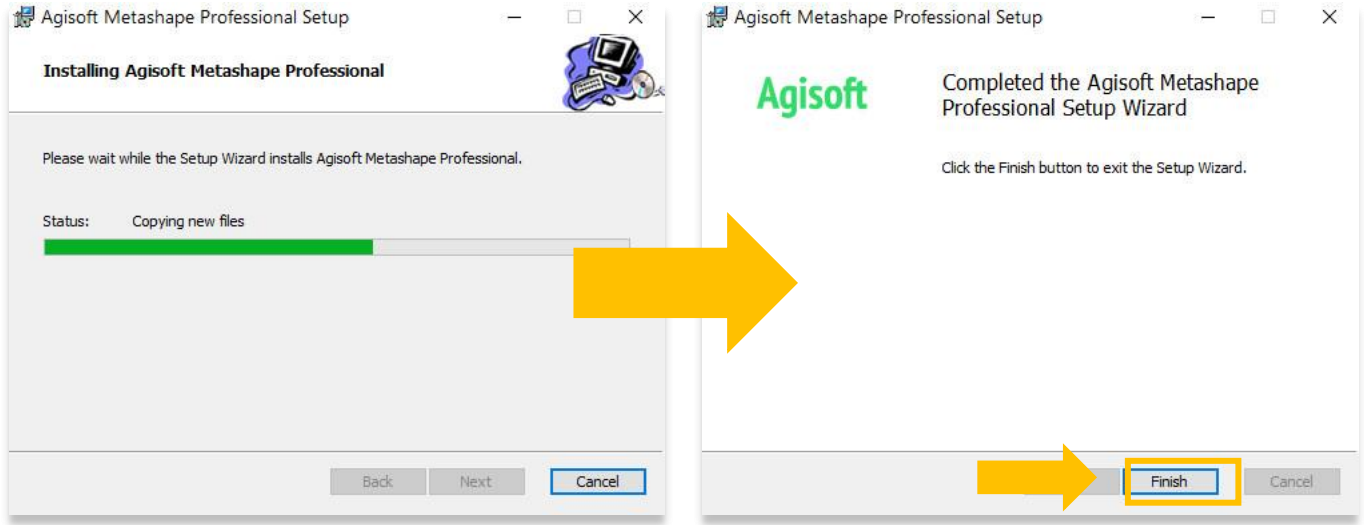 Agisoft Metashape Professional Setup
Installing Agisoft Metashape Professional
Please wait while the Setup Wizard installs Agisoft Metashape Professional.
Status: Copying new files
Back Next Cancel
Agisoft Metashape Professional Setup
Agisoft
Completed the Agisoft Metashape
Professional Setup Wizard
Click the Finish button to exit the Setup Wizard.
Finish Cancel